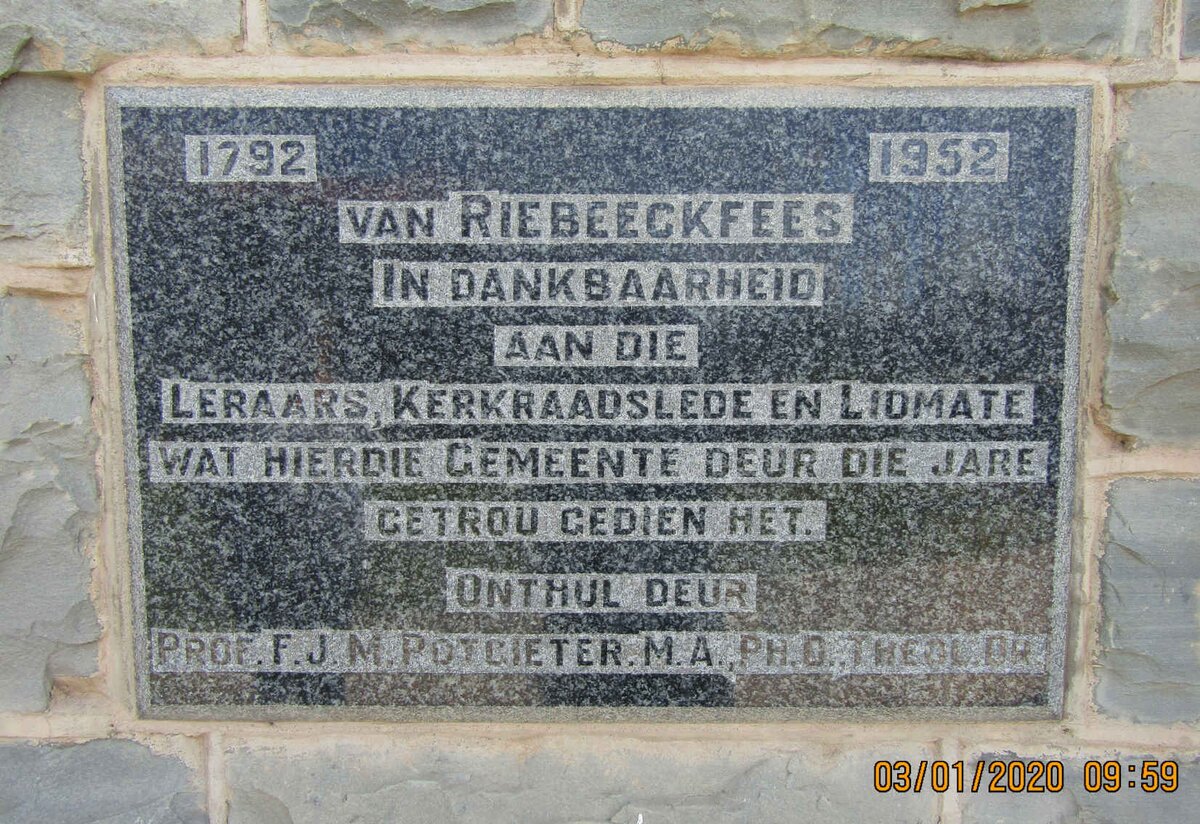 1792 1952
VAN RIEBEECKFEES
IN DANKBAARHEID
AAN DIE
LERAARS, KERKRAADSLEDE EN LIDMATE
WAT HIERDIE GEMEENTE DEUR DIE JARE
GETROU GEDIEN HET.
ONTHUL DEUR
PROF. F. J. M. POTGIETER. M. A., PH. D., THEOL. DR.
03/01/2020 09:59